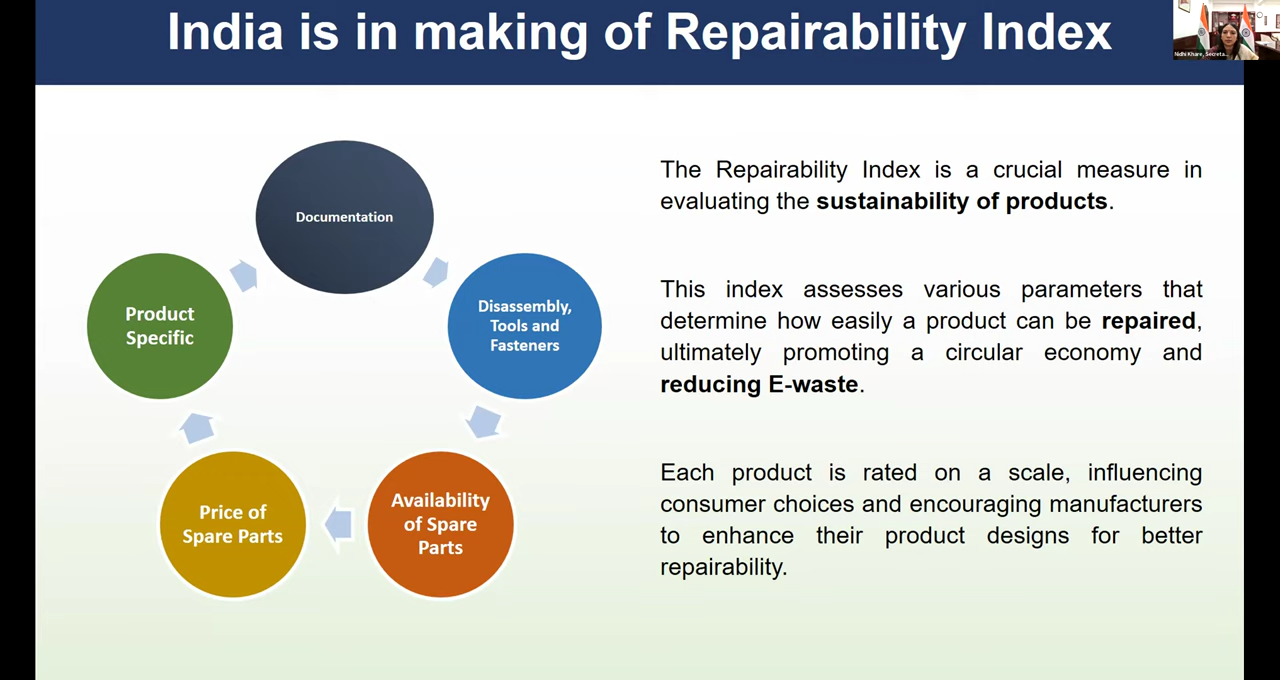 India is in making of Repairability Index
Nidhi Khare, Secreta...
Documentation
Disassembly,
Tools and
Fasteners
Availability
of Spare
Parts
Price of
Spare Parts
Product
Specific
The Repairability Index is a crucial measure in
evaluating the sustainability of products.
This index assesses various parameters that
determine how easily a product can be repaired,
ultimately promoting a circular economy and
reducing E-waste.
Each product is rated on a scale, influencing
consumer choices and encouraging manufacturers
to enhance their product designs for better
repairability.